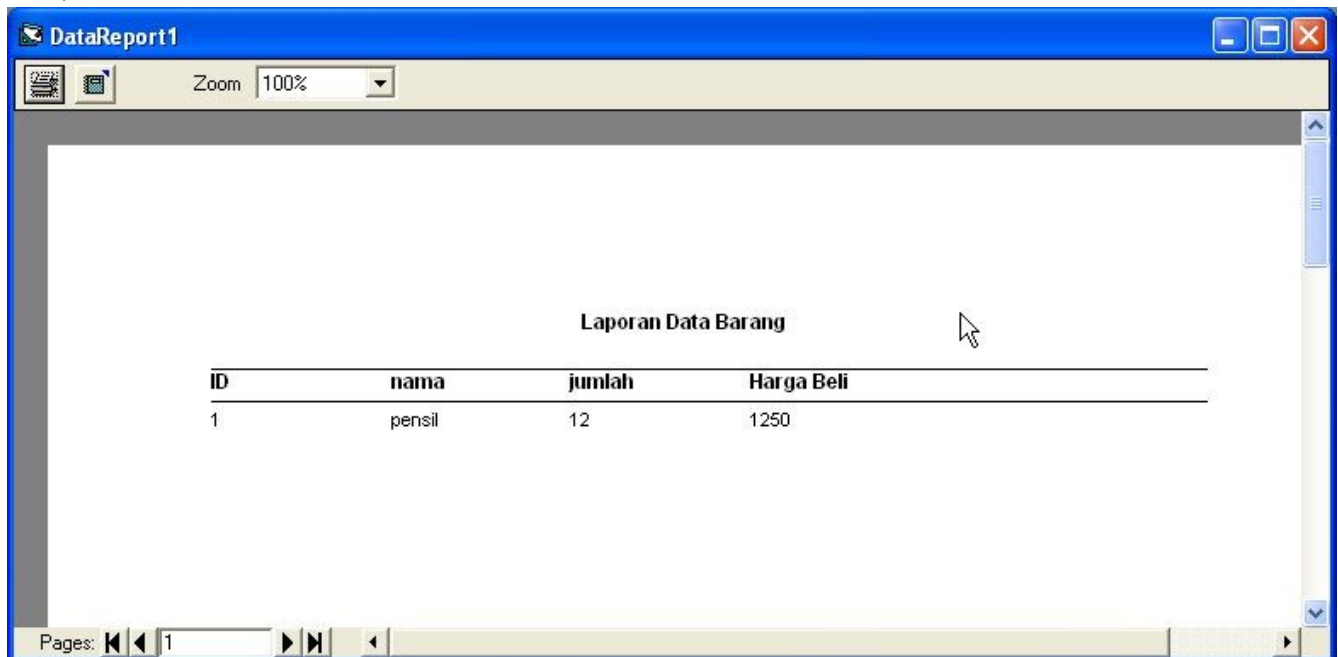 DataReport1
Zoom 100%
Laporan Data Barang
ID nama jumlah Harga Beli
1 pensil 12 1250
Pages: 1